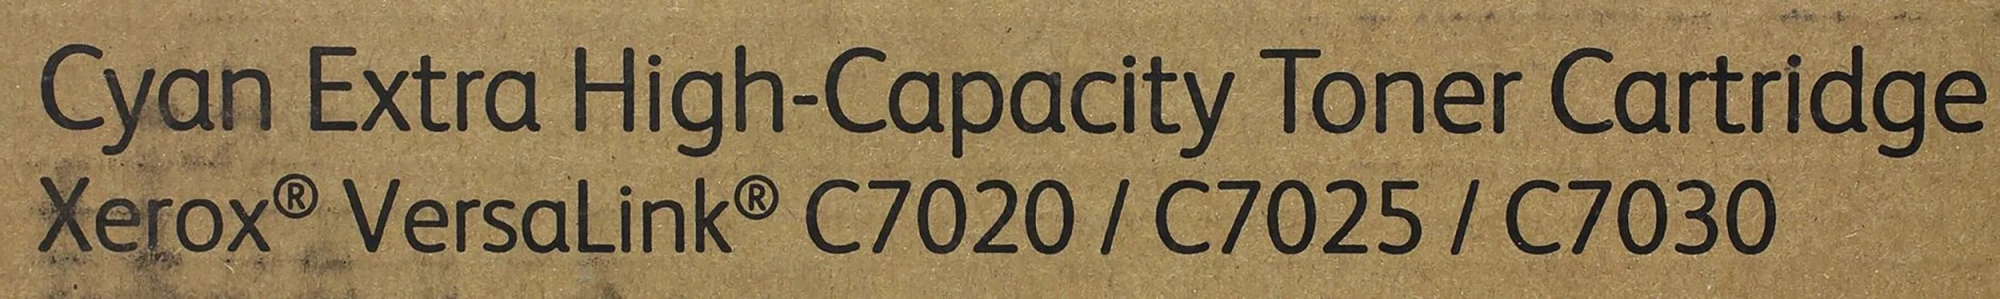 Cyan Extra High-Capacity Toner Cartridge
Xerox® VersaLink® C7020 / C7025 / C7030